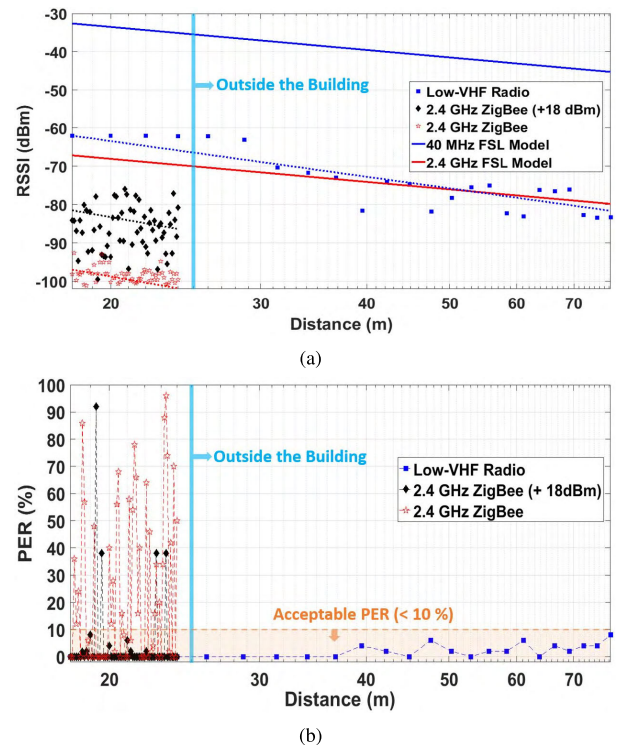 -30
-40
-50
-60
-70
-80
-90
-100
RSSI (dBm)
Outside the Building
Low-VHF Radio
2.4 GHz ZigBee (+18 dBm)
2.4 GHz ZigBee
40 MHz FSL Model
2.4 GHz FSL Model
20 30 40 50 60 70
Distance (m)
(a)
100
90
80
70
60
50
40
30
20
10
0
PER (%)
Outside the Building
Low-VHF Radio
2.4 GHz ZigBee (+ 18dBm)
2.4 GHz ZigBee
Acceptable PER (< 10 %)
20 30 40 50 60 70
Distance (m)
(b)